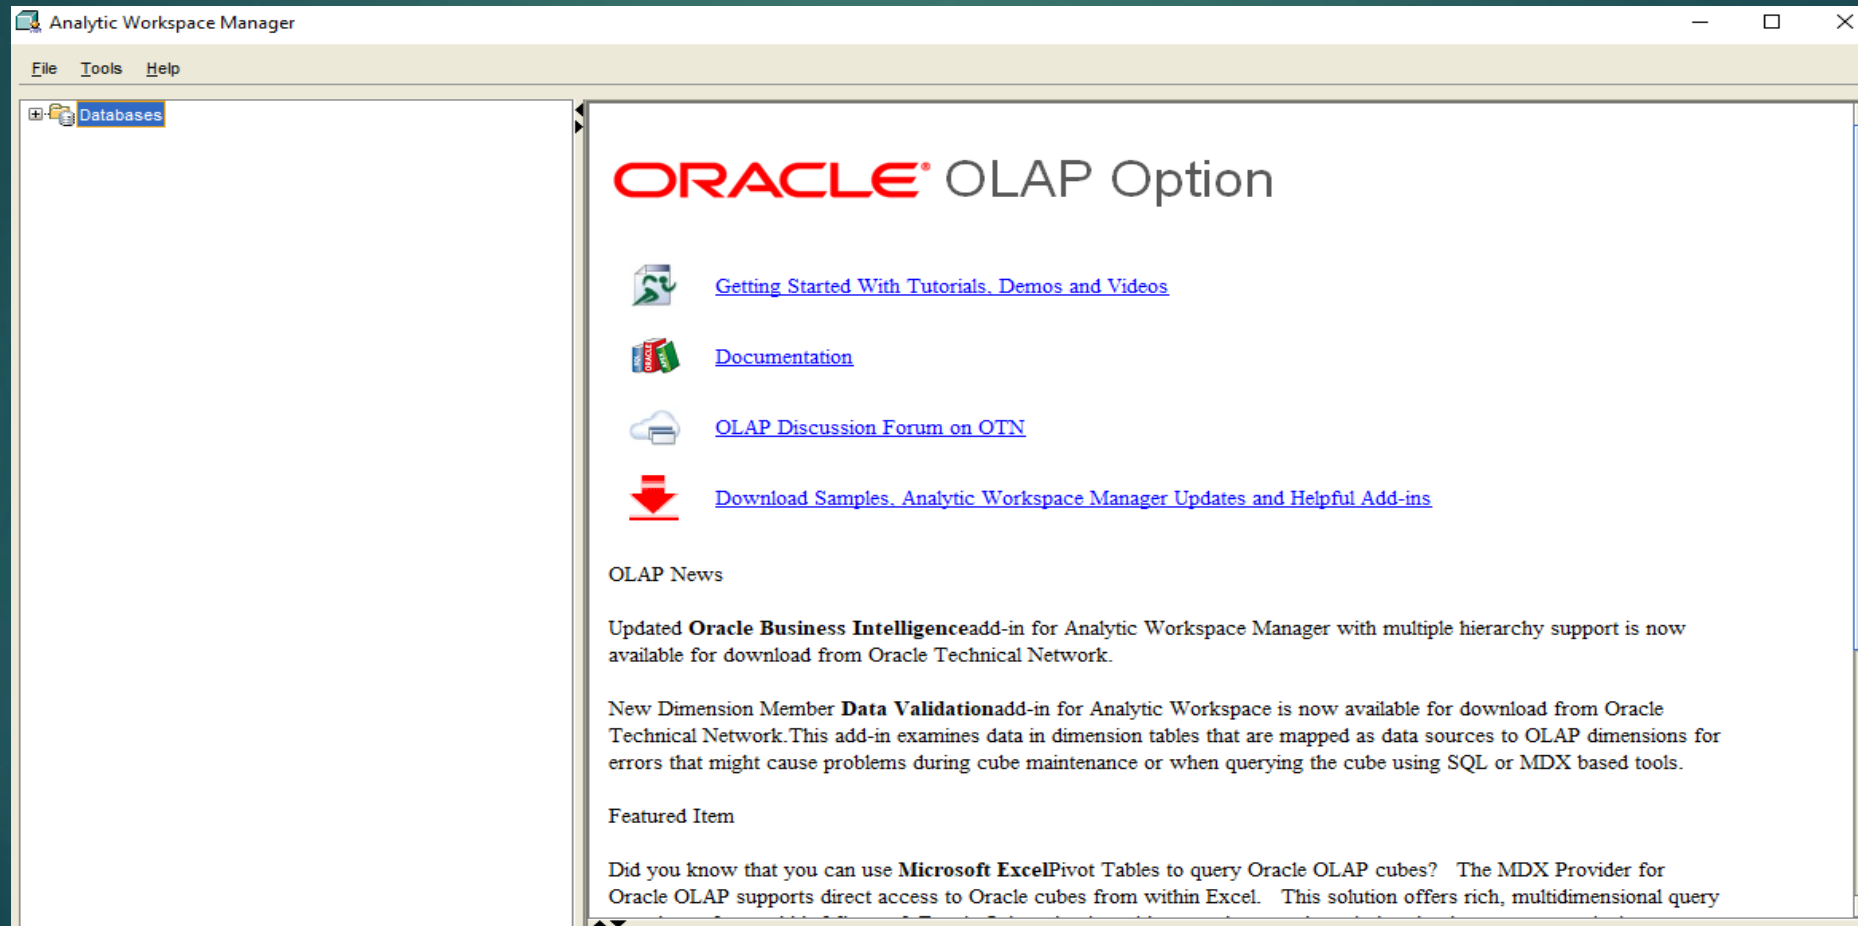 Analytic Workspace Manager
File Tools Help
Databases
ORACLE® OLAP Option
Getting Started With Tutorials, Demos and Videos
Documentation
OLAP Discussion Forum on OTN
Download Samples, Analytic Workspace Manager Updates and Helpful Add-ins
OLAP News
Updated Oracle Business Intelligenceadd-in for Analytic Workspace Manager with multiple hierarchy support is now
available for download from Oracle Technical Network.
New Dimension Member Data Validationadd-in for Analytic Workspace is now available for download from Oracle
Technical Network.This add-in examines data in dimension tables that are mapped as data sources to OLAP dimensions for
errors that might cause problems during cube maintenance or when querying the cube using SQL or MDX based tools.
Featured Item
Did you know that you can use Microsoft ExcelPivot Tables to query Oracle OLAP cubes? The MDX Provider for
Oracle OLAP supports direct access to Oracle cubes from within Excel. This solution offers rich, multidimensional query